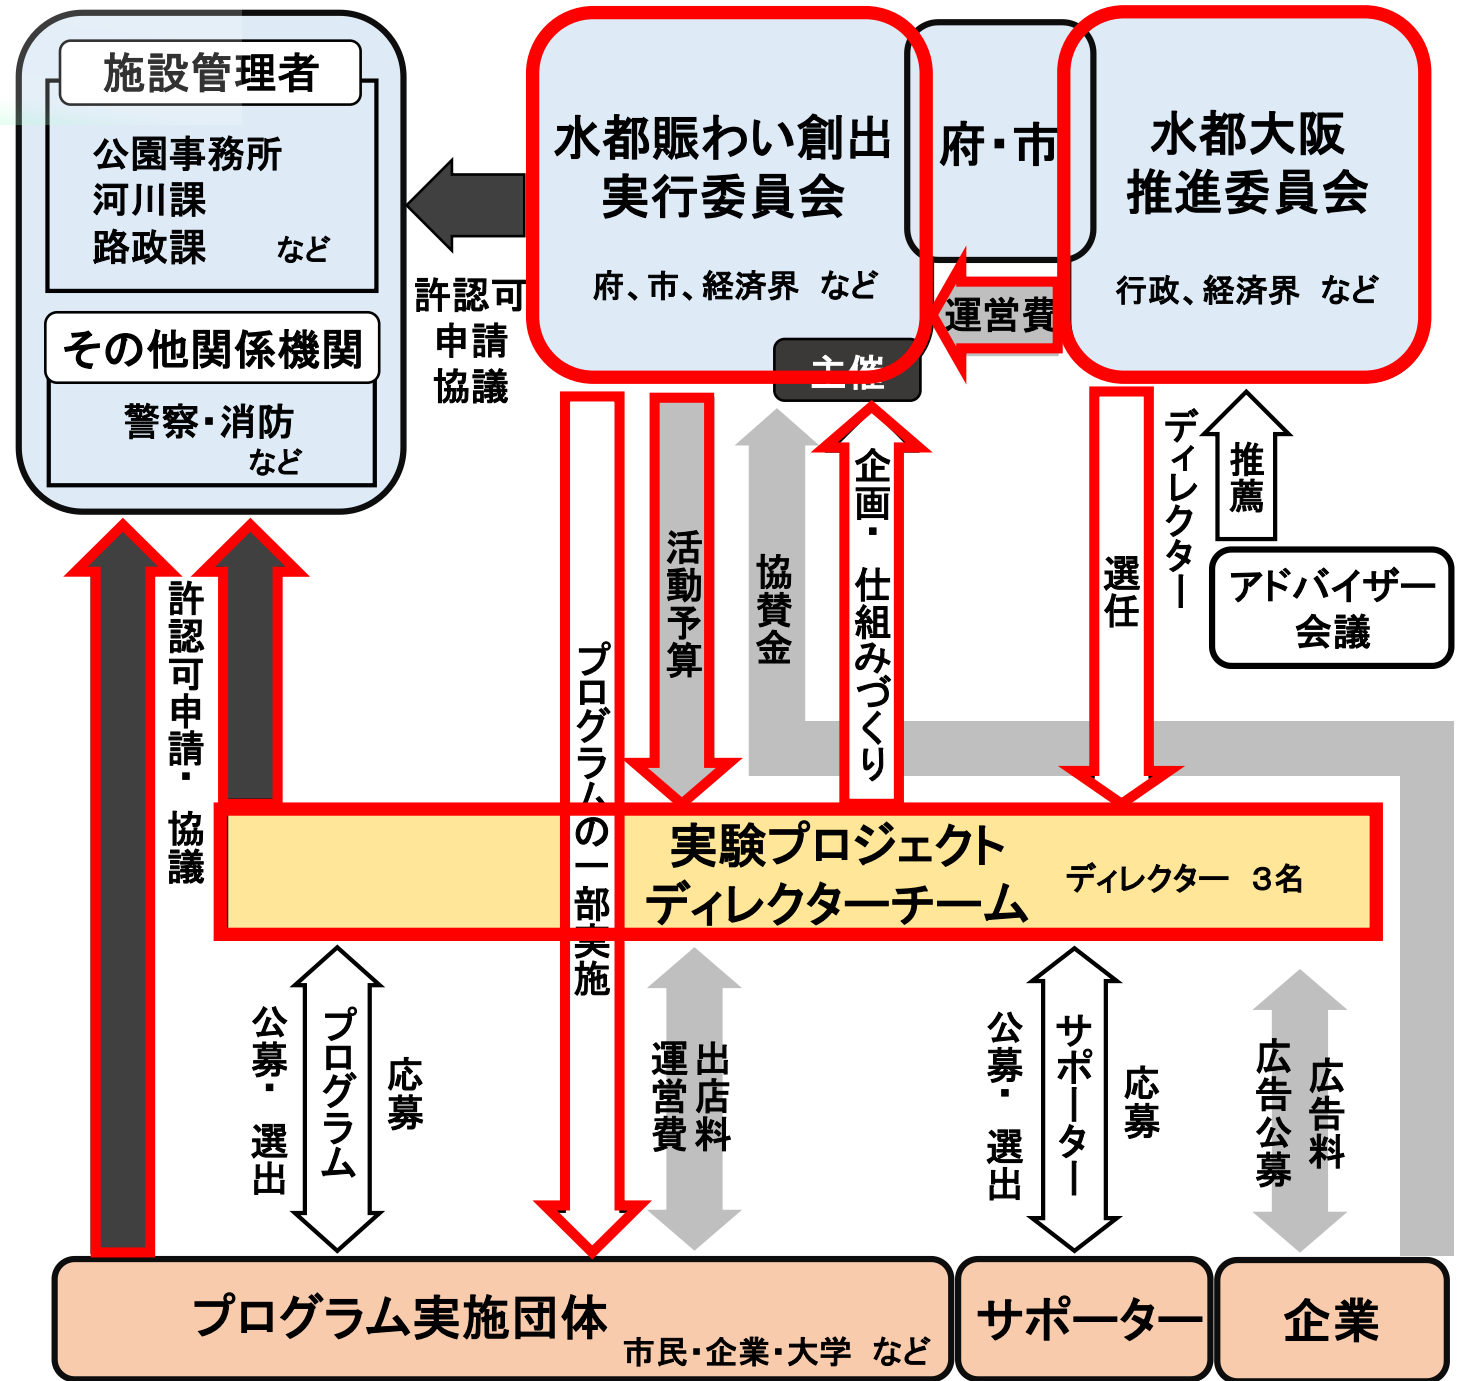 施設管理者
公園事務所
河川課
路政課 など
その他関係機関
警察・消防
など
許認可
申請
協議
水都賑わい創出
実行委員会
府、市、経済界 など
主催
府・市
運営費
水都大阪
推進委員会
行政、経済界 など
推薦
アドバイザー
会議
ディレクター
選任
企画・仕組みづくり
協賛金
活動予算
プログラムの一部実施
許認可申請・協議
実験プロジェクト
ディレクターチーム
ディレクター 3名
公募・選出
プログラム
応募
運営費
出店料
公募・選出
サポーター
応募
広告公募
広告料
プログラム実施団体
市民・企業・大学 など
サポーター
企業